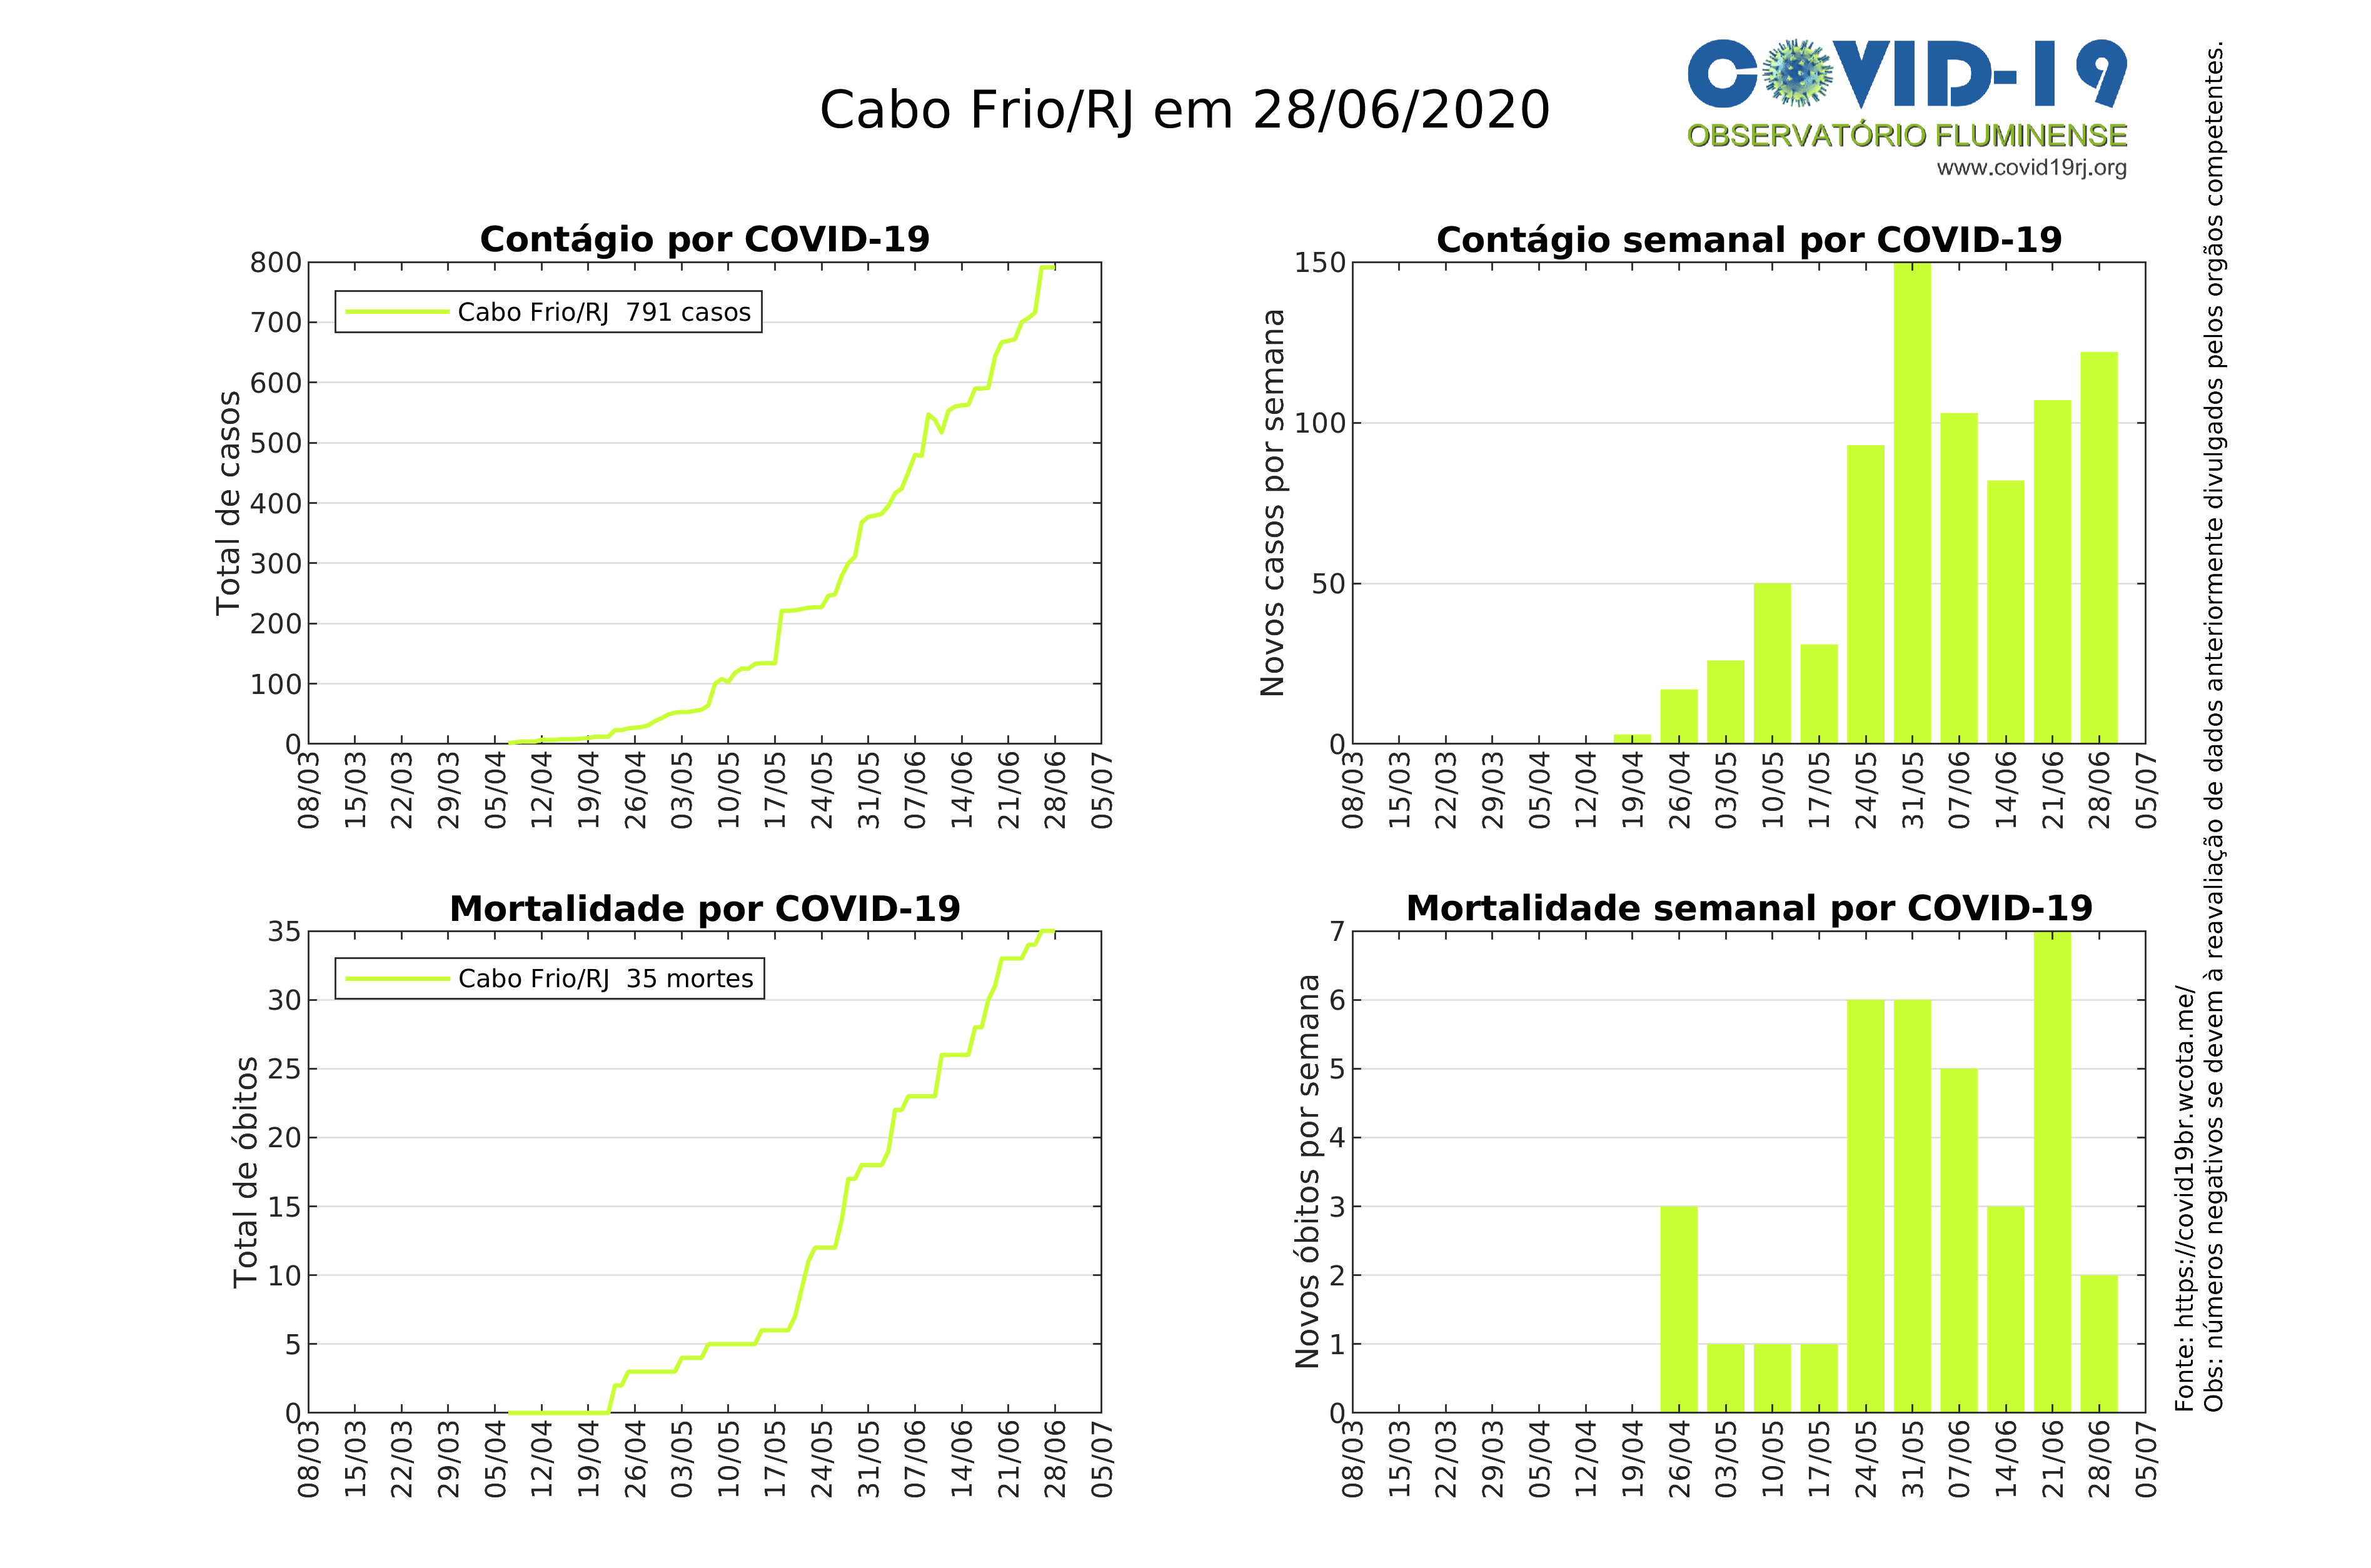 Cabo Frio/RJ em 28/06/2020
COVID-19
OBSERVATÓRIO FLUMINENSE
www.covid19rj.org
Contágio por COVID-19
Total de casos
800
700
600
500
400
300
200
100
0
Cabo Frio/RJ 791 casos
08/03 15/03 22/03 29/03 05/04 12/04 19/04 26/04 03/05 10/05 17/05 24/05 31/05 07/06 14/06 21/06 28/06 05/07
Contágio semanal por COVID-19
Novos casos por semana
150
100
50
0
08/03 15/03 22/03 29/03 05/04 12/04 19/04 26/04 03/05 10/05 17/05 24/05 31/05 07/06 14/06 21/06 28/06 05/07
Mortalidade por COVID-19
Total de óbitos
35
30
25
20
15
10
5
0
Cabo Frio/RJ 35 mortes
08/03 15/03 22/03 29/03 05/04 12/04 19/04 26/04 03/05 10/05 17/05 24/05 31/05 07/06 14/06 21/06 28/06 05/07
Mortalidade semanal por COVID-19
Novos óbitos por semana
7
6
5
4
3
2
1
0
08/03 15/03 22/03 29/03 05/04 12/04 19/04 26/04 03/05 10/05 17/05 24/05 31/05 07/06 14/06 21/06 28/06 05/07
Fonte: https://covid19br.wcota.me/
Obs: números negativos se devem à reavaliação de dados anteriormente divulgados pelos orgãos competentes.